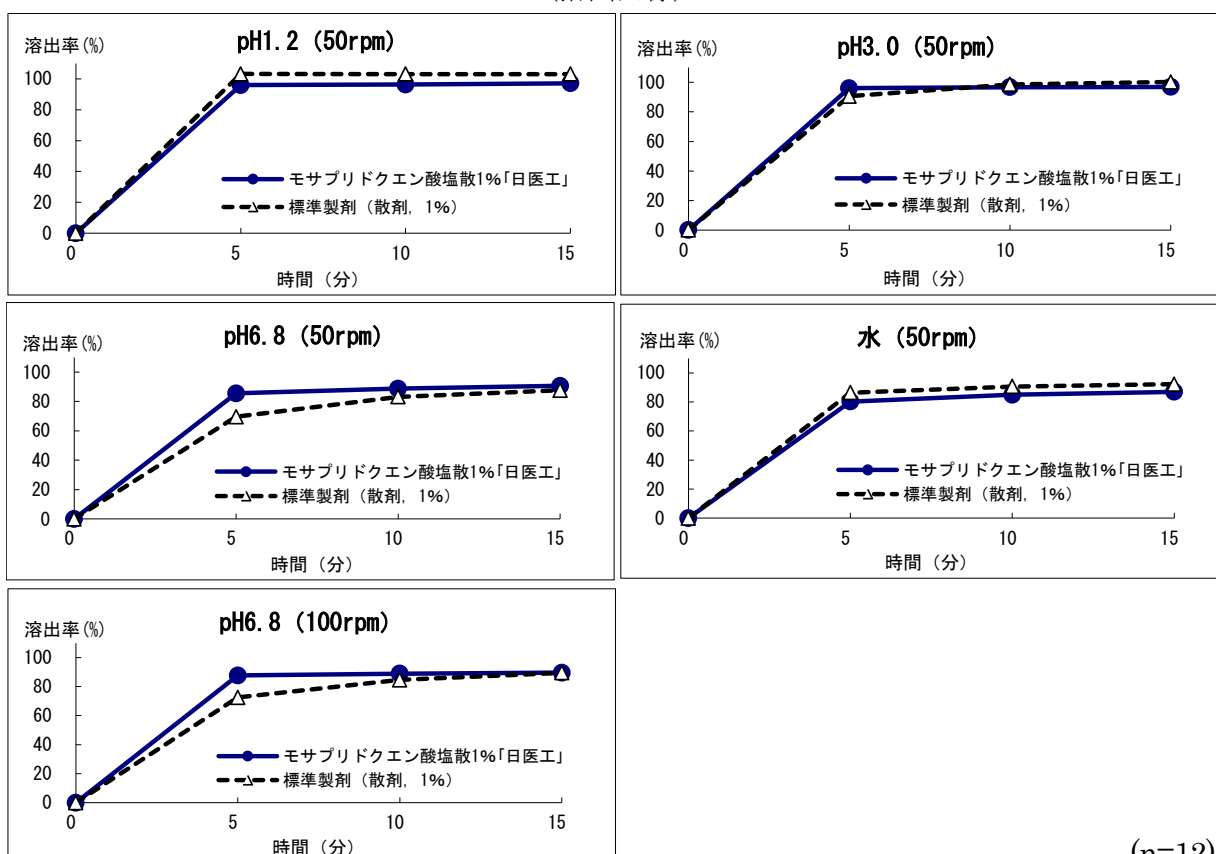 pH1.2 (50rpm)
溶出率(%)
100
80
60
40
20
0
モサプリドクエン酸塩散1%「日医工」
標準製剤（散剤, 1%）
0 5 10 15
時間（分）
pH3.0 (50rpm)
溶出率(%)
100
80
60
40
20
0
モサプリドクエン酸塩散1%「日医工」
標準製剤（散剤, 1%）
0 5 10 15
時間（分）
pH6.8 (50rpm)
溶出率(%)
100
80
60
40
20
0
モサプリドクエン酸塩散1%「日医工」
標準製剤（散剤, 1%）
0 5 10 15
時間（分）
水 (50rpm)
溶出率(%)
100
80
60
40
20
0
モサプリドクエン酸塩散1%「日医工」
標準製剤（散剤, 1%）
0 5 10 15
時間（分）
pH6.8 (100rpm)
溶出率(%)
100
80
60
40
20
0
モサプリドクエン酸塩散1%「日医工」
標準製剤（散剤, 1%）
0 5 10 15
時間（分）
(n=12)